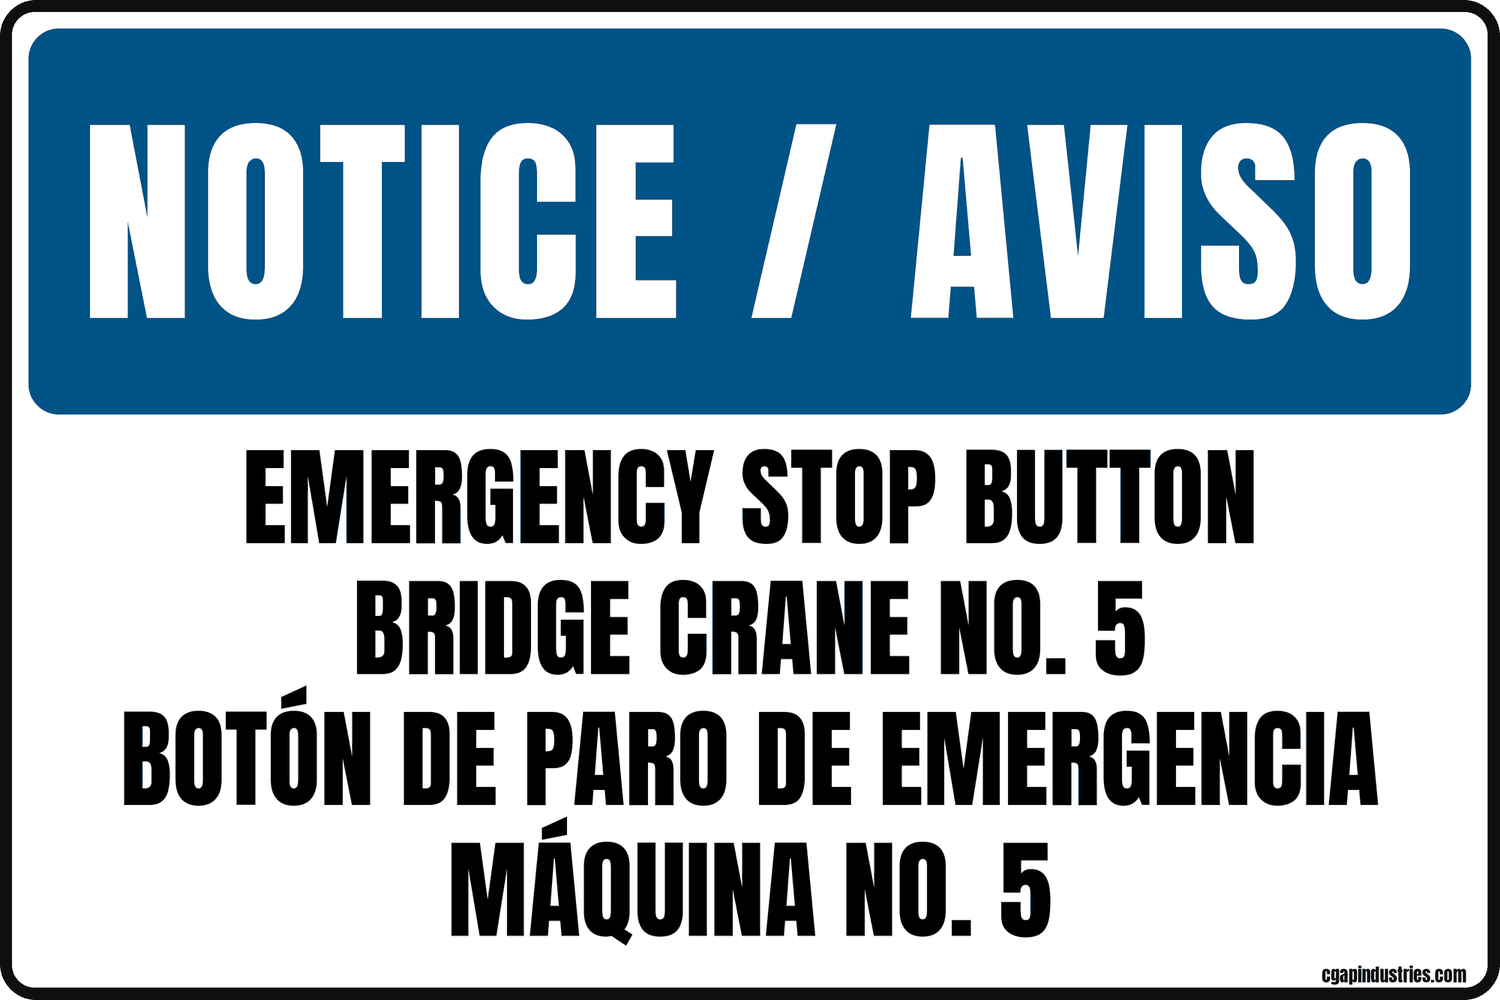 NOTICE / AVISO
EMERGENCY STOP BUTTON
BRIDGE CRANE NO. 5
BOTÓN DE PARO DE EMERGENCIA
MÁQUINA NO. 5
cgapindustries.com